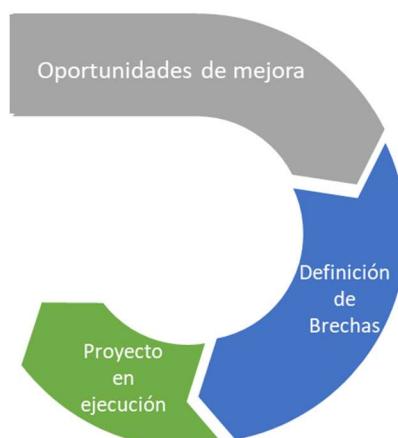 Oportunidades de mejora
Definición
de
Brechas
Proyecto
en
ejecución